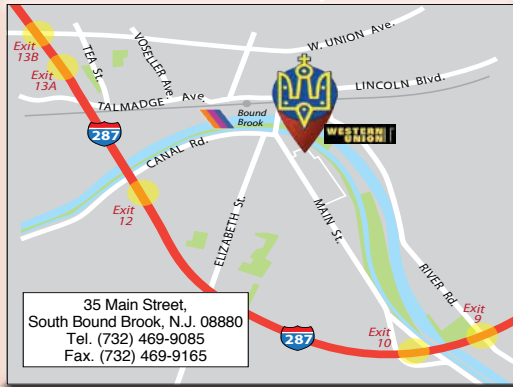 W. UNION Ave.
Exit
13B
Exit
13A
TEA St.
VOSELLER Ave.
LINCOLN Blvd.
TALMADGE Ave.
Bound
Brook
WESTERN
UNION
287
CANAL Rd.
Exit
12
ELIZABETH St.
MAIN St.
RIVER Rd.
35 Main Street,
South Bound Brook, N.J. 08880
Tel. (732) 469-9085
Fax. (732) 469-9165
287
Exit
10
Exit
9